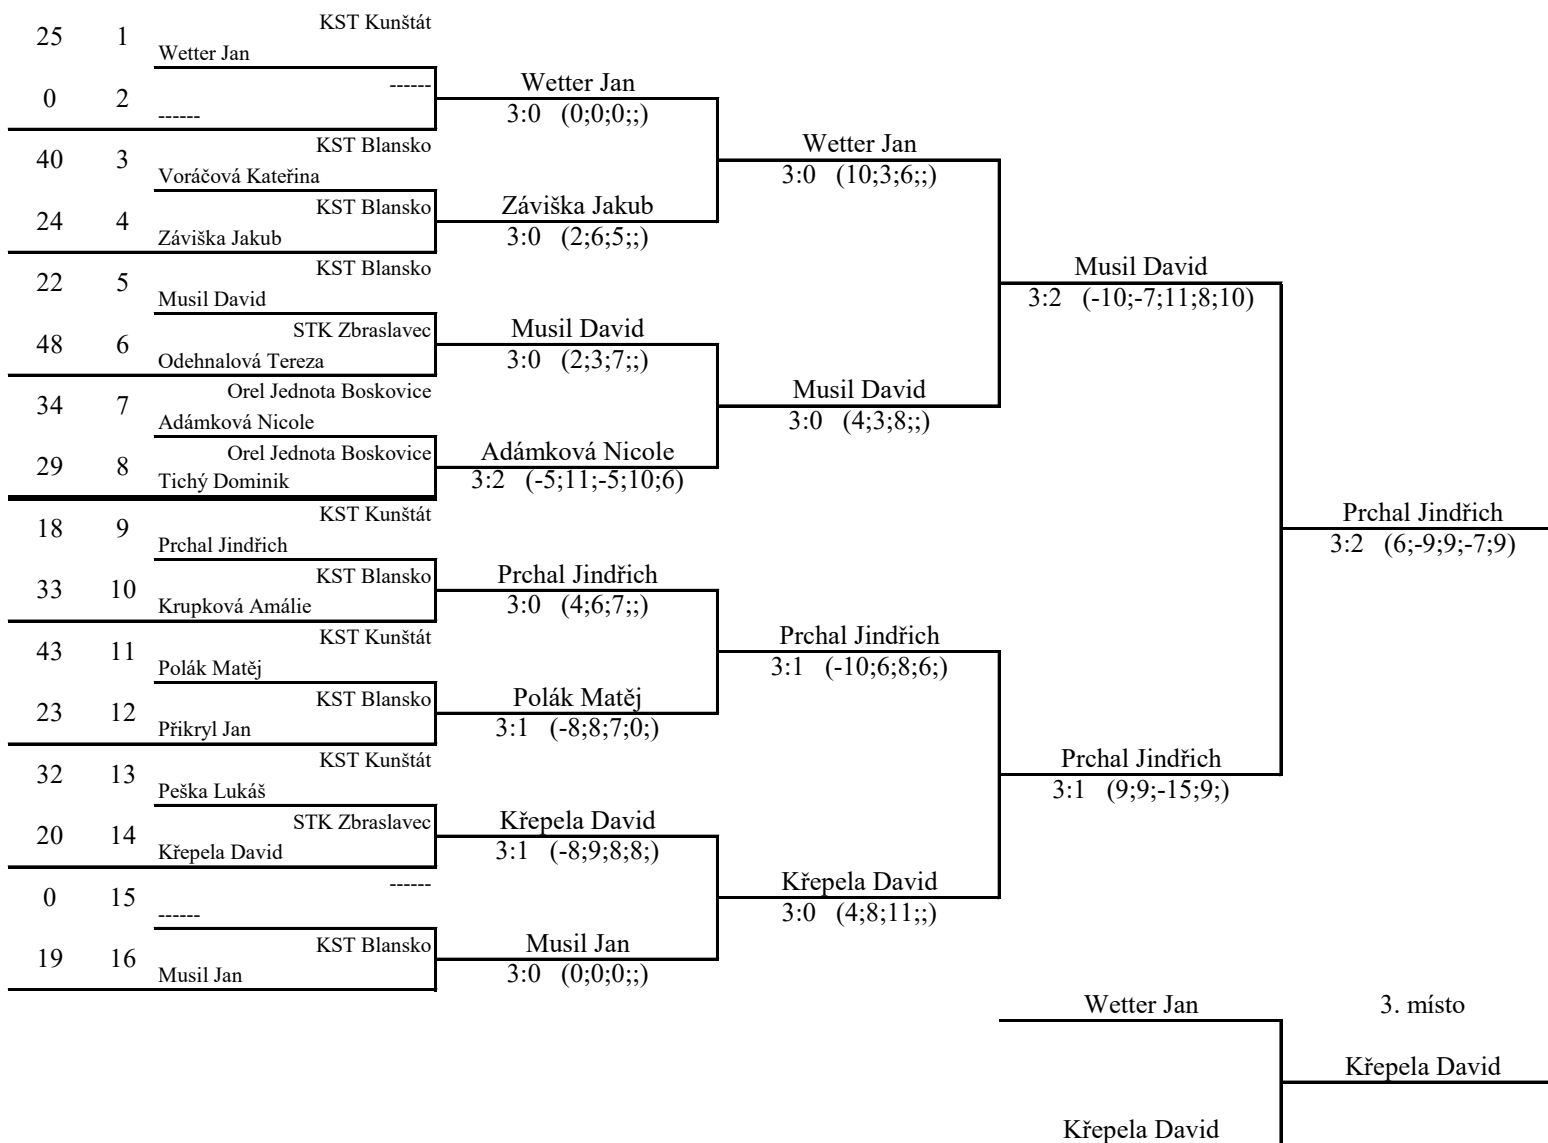 KST Kunštát
25 1 Wetter Jan
------
0 2 ------
Wetter Jan
3:0 (0;0;0;;)
KST Blansko
40 3 Voráčová Kateřina
KST Blansko
24 4 Záviška Jakub
Záviška Jakub
3:0 (2;6;5;;)
Wetter Jan
3:0 (10;3;6;;)
KST Blansko
22 5 Musil David
STK Zbraslavec
48 6 Odehnalová Tereza
Musil David
3:0 (2;3;7;;)
Orel Jednota Boskovice
34 7 Adámková Nicole
Orel Jednota Boskovice
29 8 Tichý Dominik
Adámková Nicole
3:2 (-5;11;-5;10;6)
Musil David
3:0 (4;3;8;;)
Musil David
3:2 (-10;-7;11;8;10)
KST Kunštát
18 9 Prchal Jindřich
KST Blansko
33 10 Krupková Amálie
Prchal Jindřich
3:0 (4;6;7;;)
KST Kunštát
43 11 Polák Matěj
KST Blansko
23 12 Přikryl Jan
Polák Matěj
3:1 (-8;8;7;0;)
Prchal Jindřich
3:1 (-10;6;8;6;)
KST Kunštát
32 13 Peška Lukáš
STK Zbraslavec
20 14 Křepela David
Křepela David
3:1 (-8;9;8;8;)
------
0 15 ------
KST Blansko
19 16 Musil Jan
Musil Jan
3:0 (0;0;0;;)
Křepela David
3:0 (4;8;11;;)
Prchal Jindřich
3:1 (9;9;-15;9;)
Prchal Jindřich
3:2 (6;-9;9;-7;9)
Wetter Jan
3. místo
Křepela David
Křepela David